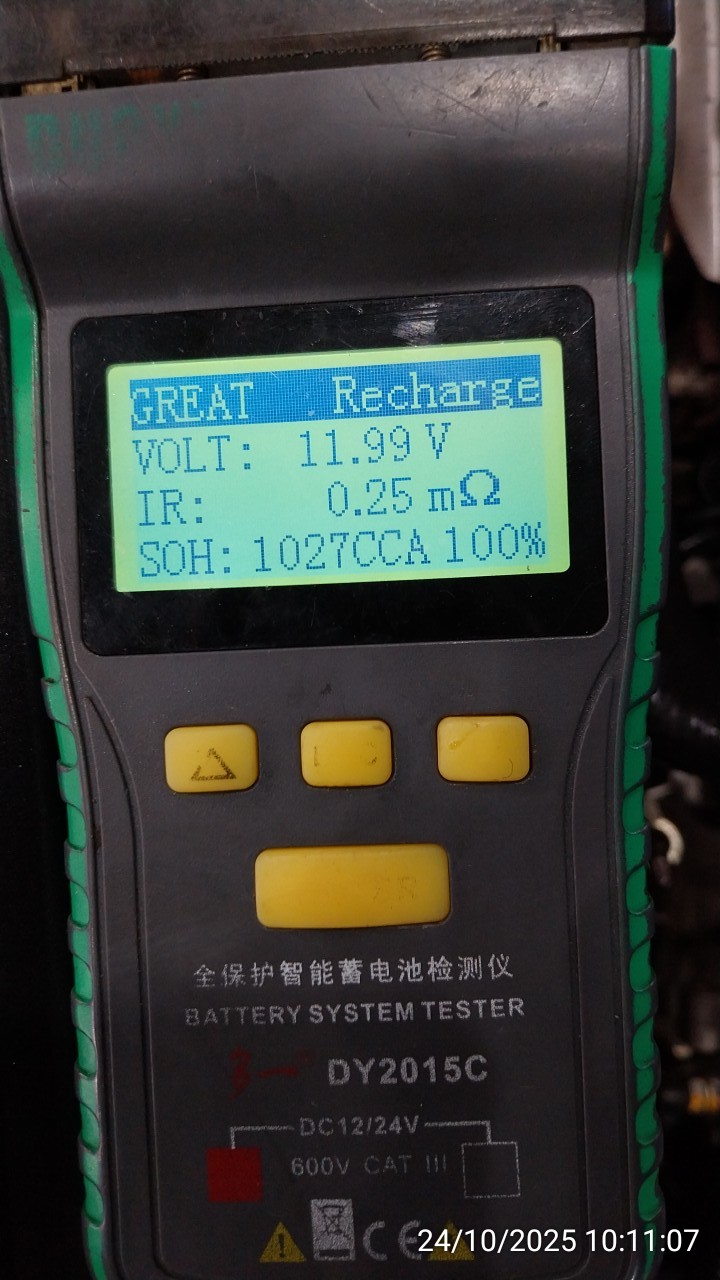 GREAT Recharge
VOLT: 11.99 V
IR: 0.25 mΩ
SOH: 1027CCA 100%
全保护智能蓄电池检测仪
BATTERY SYSTEM TESTER
DY2015C
DC12/24V
600V CAT III
CE
24/10/2025 10:11:07